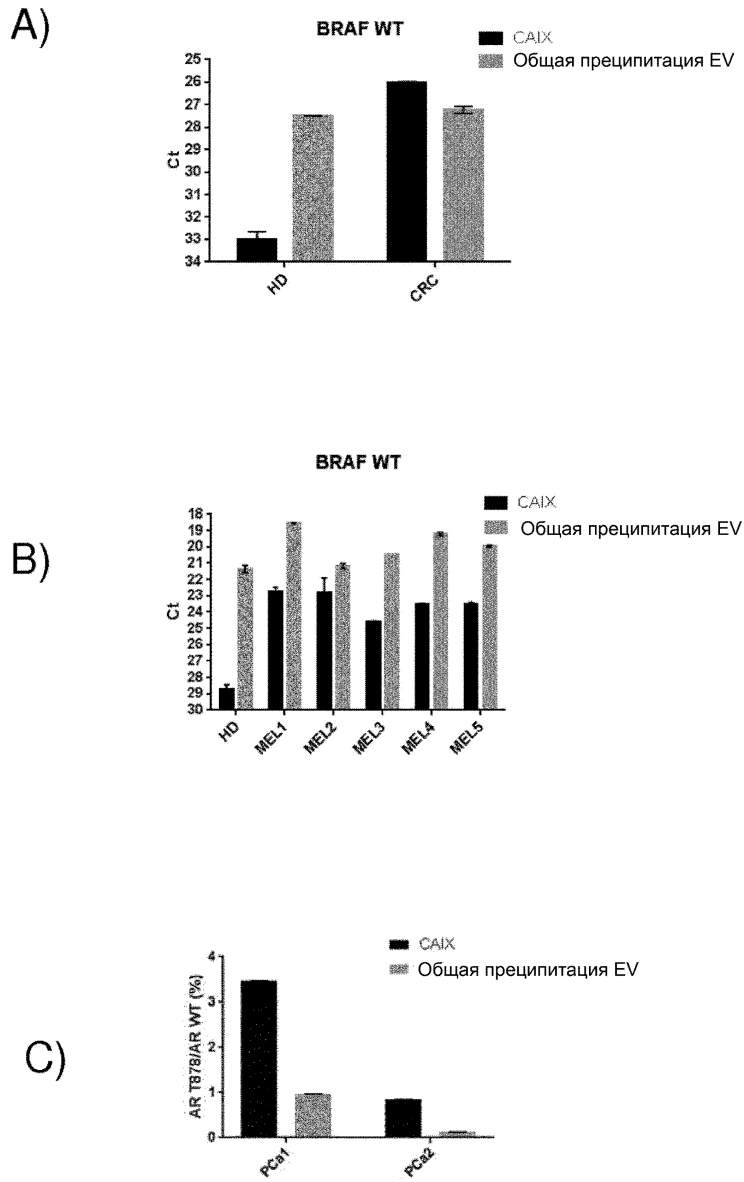 A)
BRAF WT
CAIX
Общая преципитация EV
25
26
27
28
29
30
31
32
33
34
Ct
HD
CRC
B)
BRAF WT
CAIX
Общая преципитация EV
18
19
20
21
22
23
24
25
26
27
28
29
30
Ct
HD
MEL1
MEL2
MEL3
MEL4
MEL5
C)
CAIX
Общая преципитация EV
4
3
2
1
0
AR T878/AR WT (%)
PCa1
PCa2